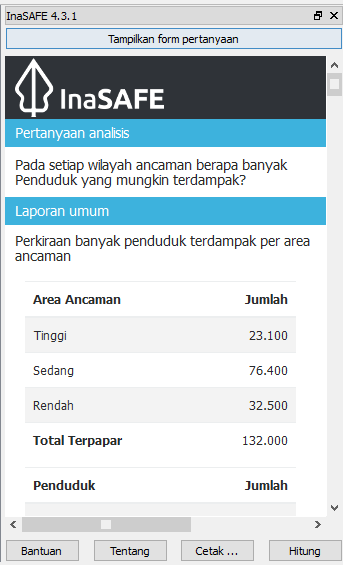 InaSAFE 4.3.1
Tampilkan form pertanyaan
InaSAFE
Pertanyaan analisis
Pada setiap wilayah ancaman berapa banyak
Penduduk yang mungkin terdampak?
Laporan umum
Perkiraan banyak penduduk terdampak per area
ancaman
Area Ancaman Jumlah
Tinggi 23.100
Sedang 76.400
Rendah 32.500
Total Terpapar 132.000
Penduduk Jumlah
Bantuan Tentang Cetak ... Hitung